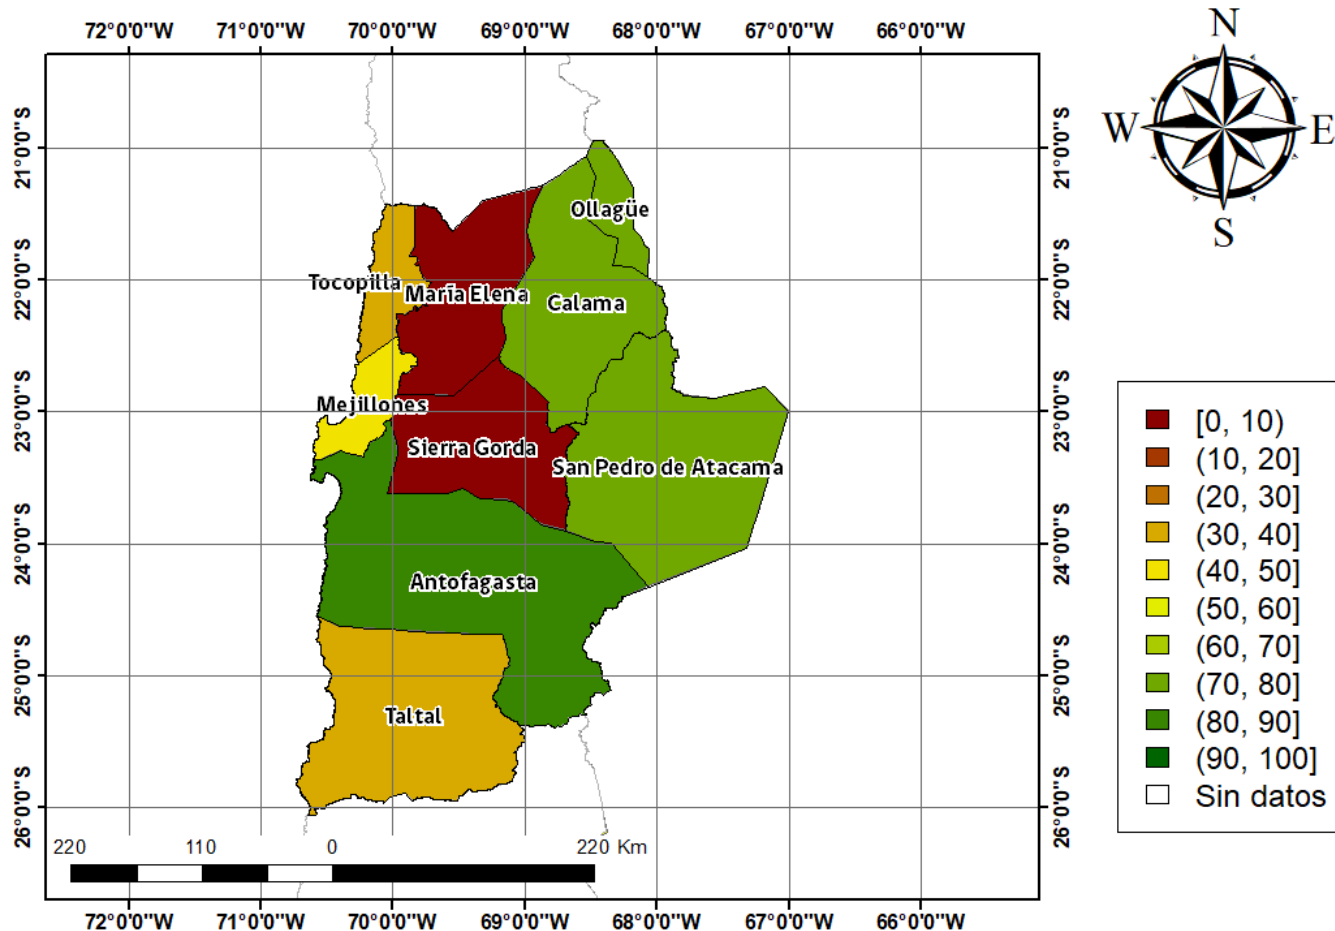 72°0'0"W 71°0'0"W 70°0'0"W 69°0'0"W 68°0'0"W 67°0'0"W 66°0'0"W
N
W E
S
21°0'0"S 21°0'0"S
22°0'0"S 22°0'0"S
23°0'0"S 23°0'0"S
24°0'0"S 24°0'0"S
25°0'0"S 25°0'0"S
26°0'0"S 26°0'0"S
Ollagüe
Tocopilla
María Elena
Calama
Mejillones
Sierra Gorda
San Pedro de Atacama
Antofagasta
Taltal
[0, 10)
(10, 20]
(20, 30]
(30, 40]
(40, 50]
(50, 60]
(60, 70]
(70, 80]
(80, 90]
(90, 100]
Sin datos
220 110 0 220 Km
72°0'0"W 71°0'0"W 70°0'0"W 69°0'0"W 68°0'0"W 67°0'0"W 66°0'0"W